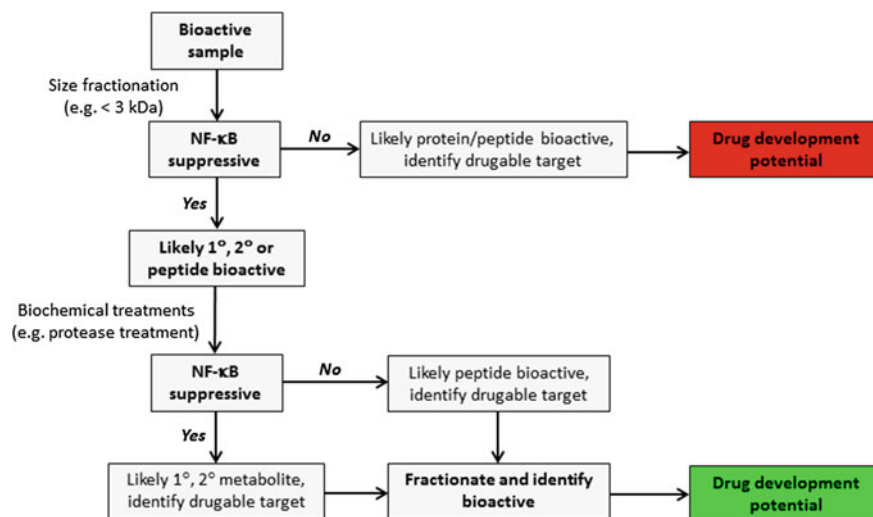 Bioactive
sample
Size fractionation
(e.g. < 3 kDa)
NF-κB
suppressive
No
Likely protein/peptide bioactive,
identify drugable target
Drug development
potential
Yes
Likely 1°, 2° or
peptide bioactive
Biochemical treatments
(e.g. protease treatment)
NF-κB
suppressive
No
Likely peptide bioactive,
identify drugable target
Yes
Likely 1°, 2° metabolite,
identify drugable target
Fractionate and identify
bioactive
Drug development
potential